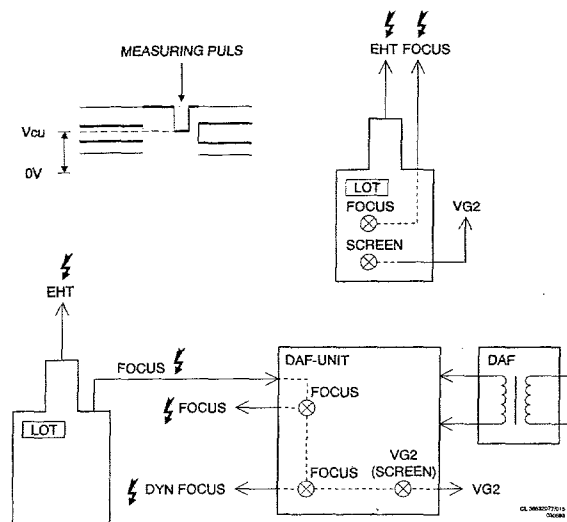 MEASURING PULS
EHT FOCUS
Vcu
0V
LOT
FOCUS
VG2
SCREEN
EHT
FOCUS
DAF-UNIT
DAF
FOCUS
FOCUS
LOT
VG2
(SCREEN)
FOCUS
DYN FOCUS
VG2